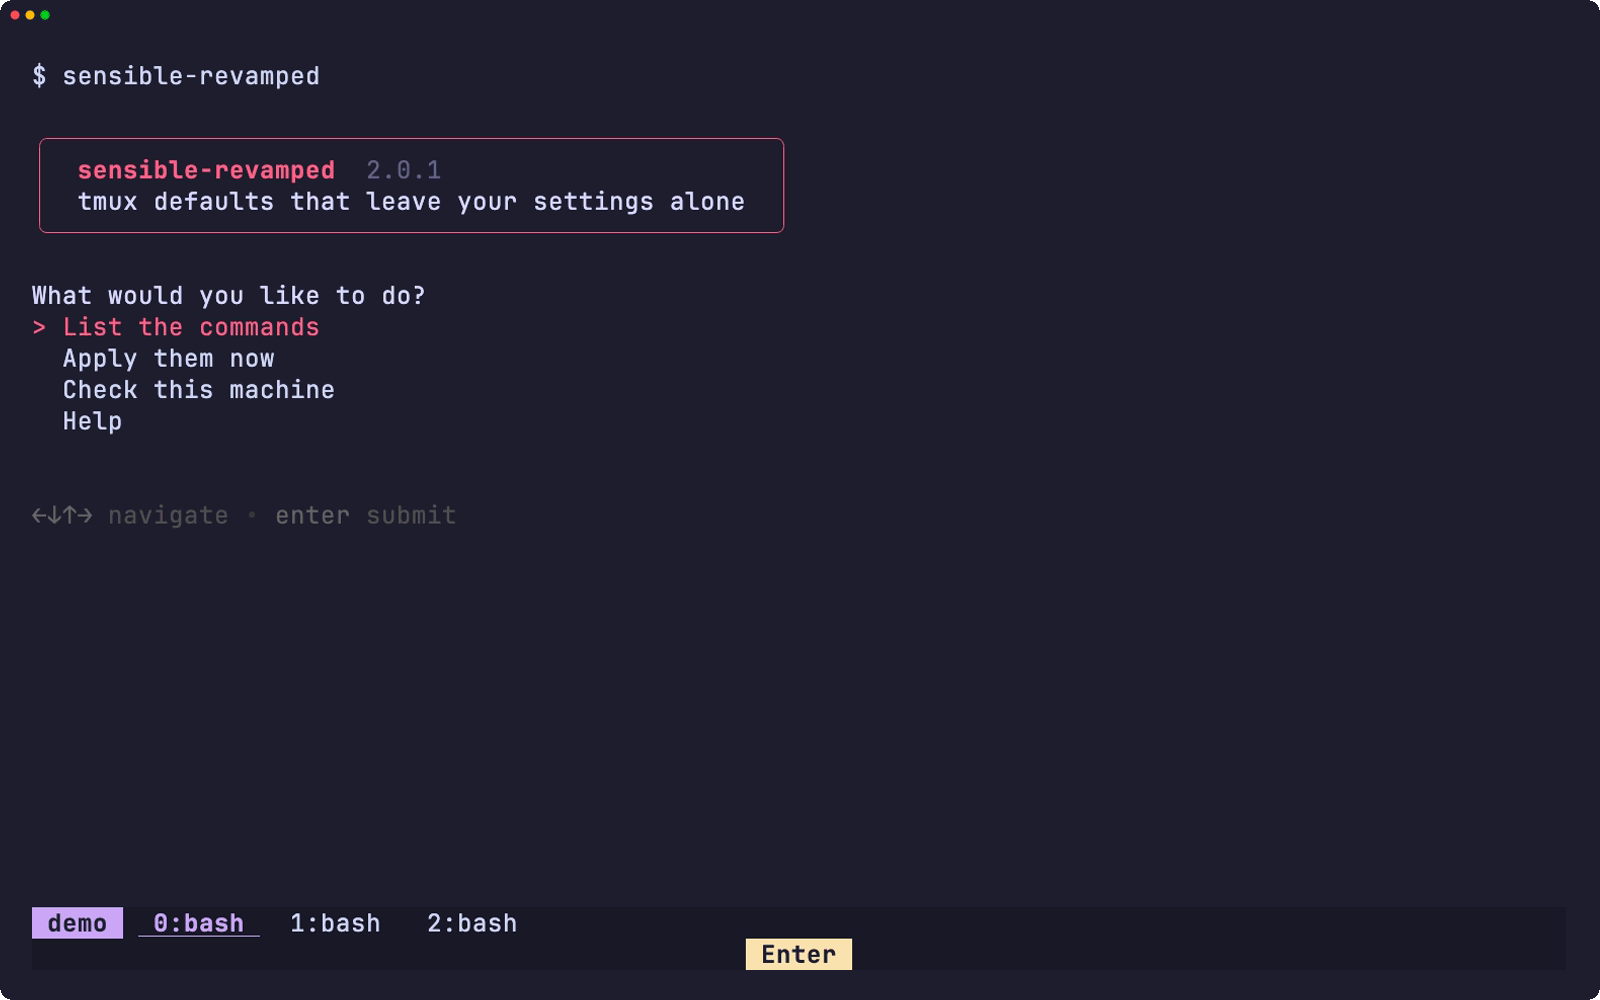 $ sensible-revamped
sensible-revamped 2.0.1
tmux defaults that leave your settings alone
What would you like to do?
> List the commands
Apply them now
Check this machine
Help
←↓↑→ navigate • enter submit
demo 0:bash 1:bash 2:bash
Enter